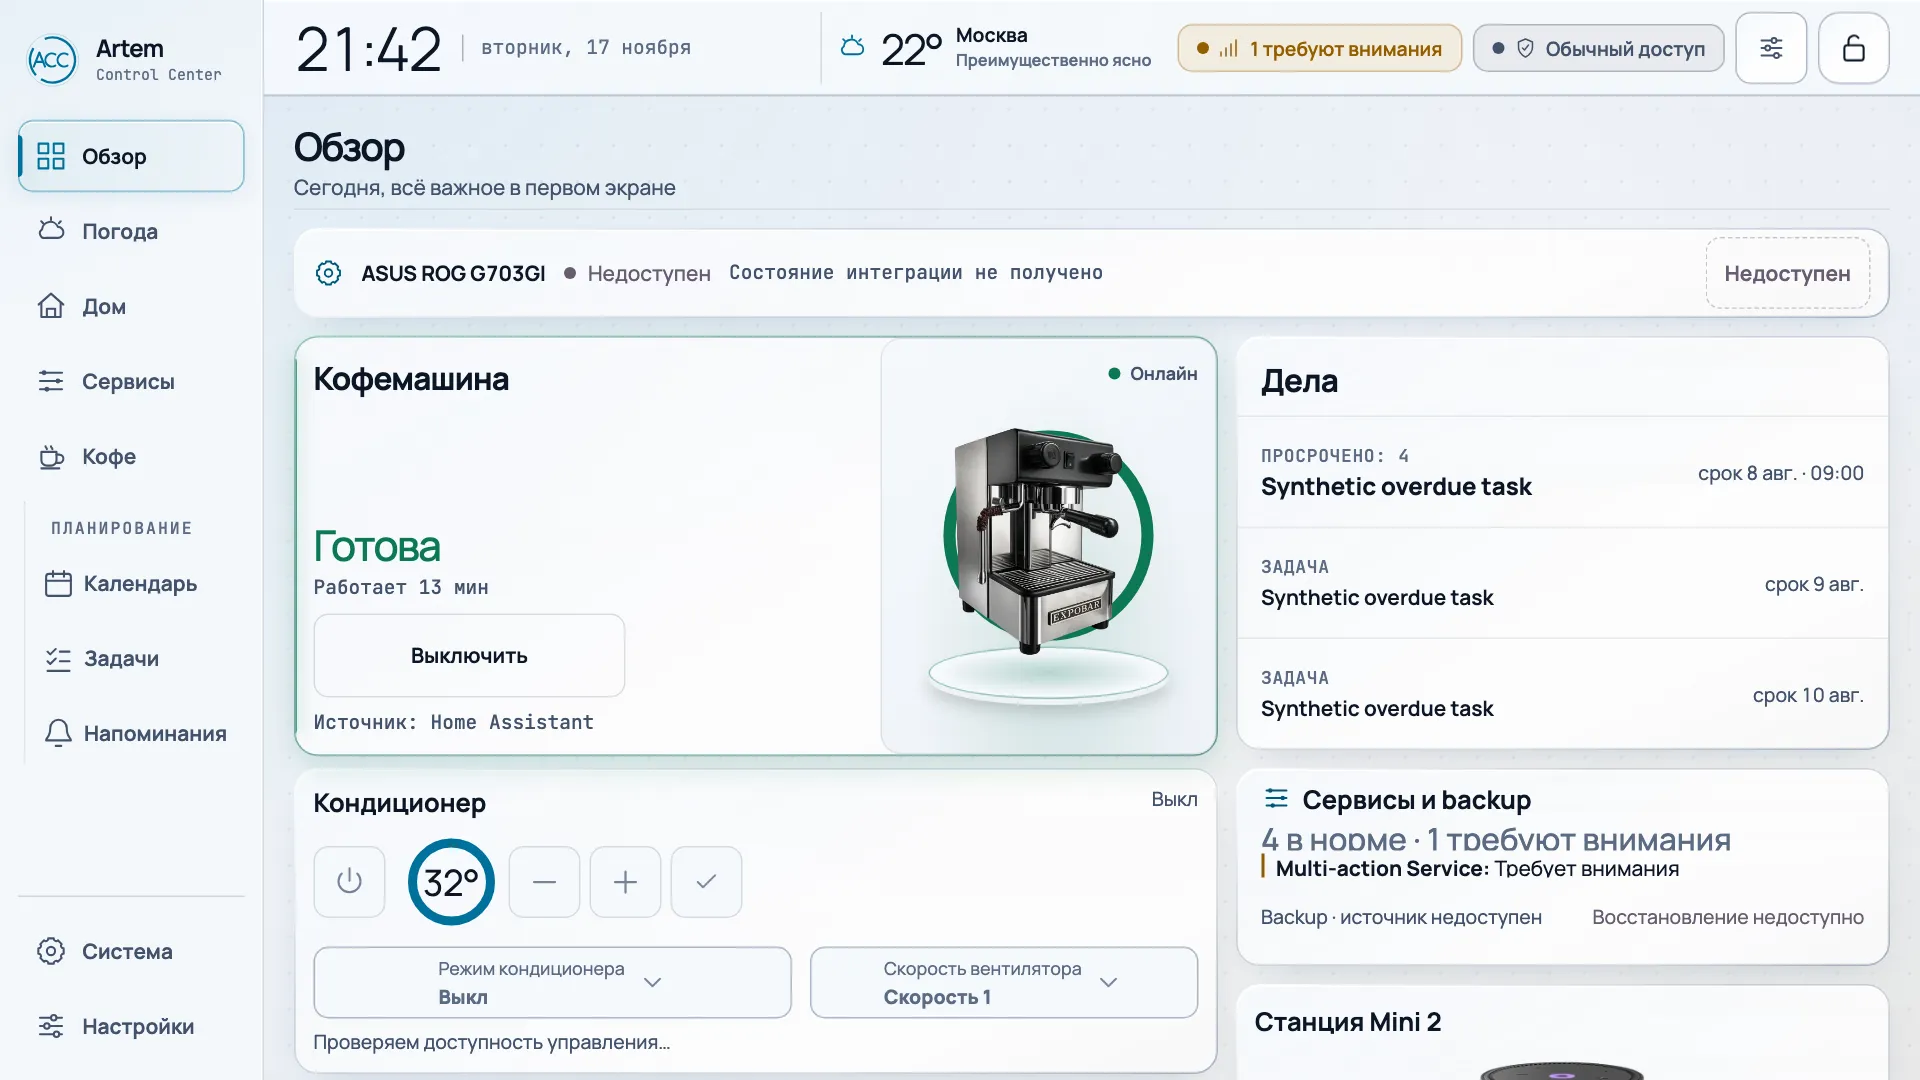 ACC
Artem
Control Center
Обзор
Погода
Дом
Сервисы
Кофе
ПЛАНИРОВАНИЕ
Календарь
Задачи
Напоминания
Система
Настройки
21:42
вторник, 17 ноября
22°
Москва
Преимущественно ясно
1 требуют внимания
Обычный доступ
Обзор
Сегодня, всё важное в первом экране
ASUS ROG G703GI
Недоступен
Состояние интеграции не получено
Недоступен
Кофемашина
Онлайн
Готова
Работает 13 мин
Выключить
Источник: Home Assistant
EXPOBAR
Дела
ПРОСРОЧЕНО: 4
Synthetic overdue task
срок 8 авг. · 09:00
ЗАДАЧА
Synthetic overdue task
срок 9 авг.
ЗАДАЧА
Synthetic overdue task
срок 10 авг.
Кондиционер
Выкл
32°
Режим кондиционера
Выкл
Скорость вентилятора
Скорость 1
Проверяем доступность управления…
Сервисы и backup
4 в норме · 1 требуют внимания
Multi-action Service: Требует внимания
Backup · источник недоступен
Восстановление недоступно
Станция Mini 2